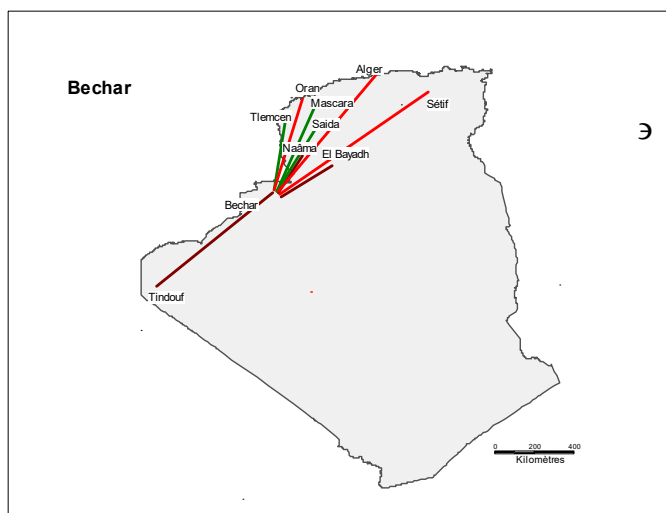 Bechar
Alger
Oran
Mascara
Sétif
Tlemcen
Saida
Naâma
El Bayadh
Bechar
Tindouf
0 200 400
Kilomètres